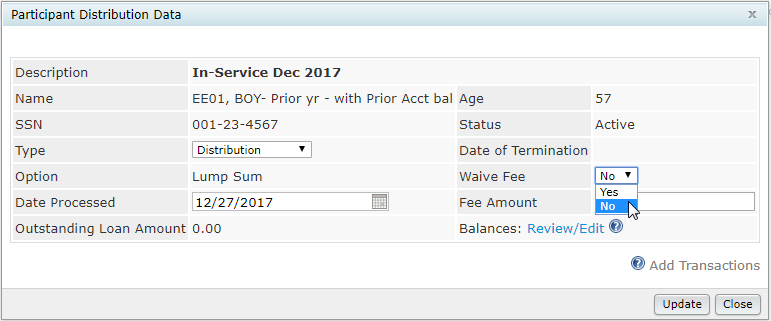 Participant Distribution Data x
Description In-Service Dec 2017
Name EE01, BOY- Prior yr - with Prior Acct bal Age 57
SSN 001-23-4567 Status Active
Type Distribution Date of Termination
Option Lump Sum Waive Fee No
Yes
Date Processed 12/27/2017 Fee Amount No
Outstanding Loan Amount 0.00 Balances: Review/Edit ?
? Add Transactions
Update Close